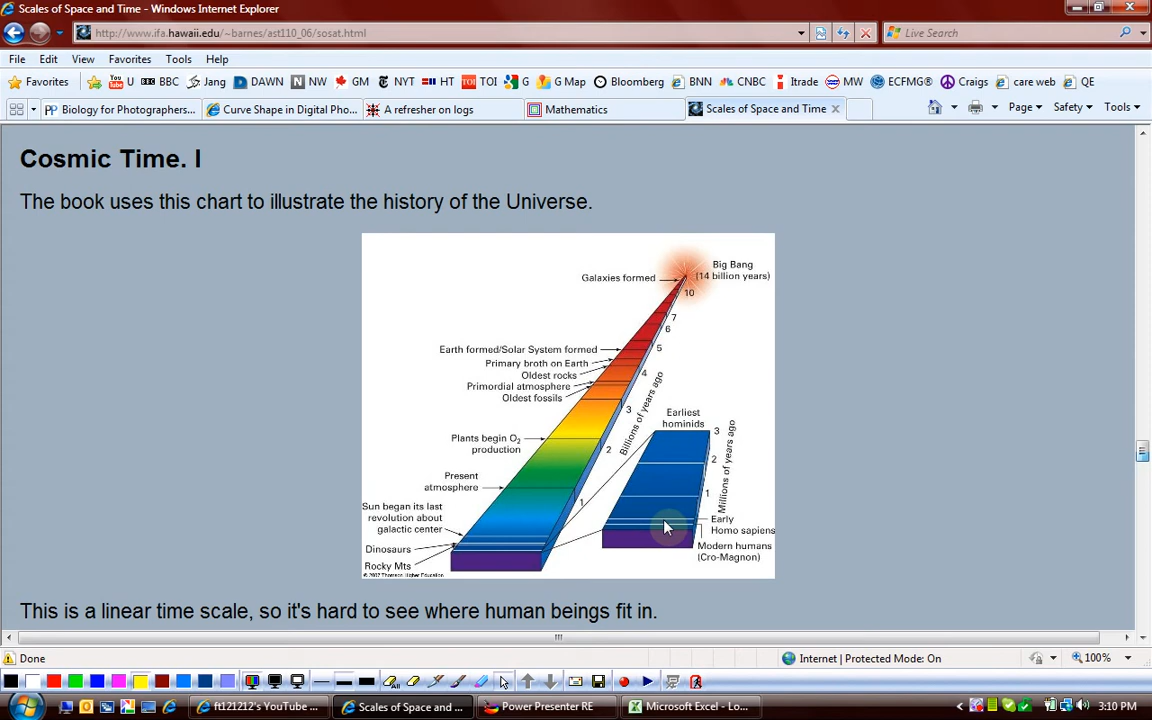 Scales of Space and Time - Windows Internet Explorer
http://www.ifa.hawaii.edu/~barnes/ast110_06/sosat.html
Live Search
File Edit View Favorites Tools Help
Favorites You Tube U BBC Jang DAWN N NW GM NYT HT TOI TOI G G Map Bloomberg BNN CNBC Itrade MW ECFMG® Craigs care web QE
PP Biology for Photographers... Curve Shape in Digital Pho... A refresher on logs Mathematics Scales of Space and Time Page Safety Tools
Cosmic Time. I
The book uses this chart to illustrate the history of the Universe.
Big Bang
(14 billion years)
Galaxies formed
10
7
6
Earth formed/Solar System formed
5
Primary broth on Earth
Oldest rocks
4
Primordial atmosphere
Oldest fossils
3
Billions of years ago
Plants begin O₂
production
2
Present
atmosphere
1
Sun began its last
revolution about
galactic center
Dinosaurs
Rocky Mts
© 2007 Thomson Higher Education
Earliest
hominids
3
2
Millions of years ago
1
Early
Homo sapiens
Modern humans
(Cro-Magnon)
This is a linear time scale, so it's hard to see where human beings fit in.
Done Internet | Protected Mode: On 100%
ft121212's YouTube ... Scales of Space and ... Power Presenter RE Microsoft Excel - Lo... 3:10 PM